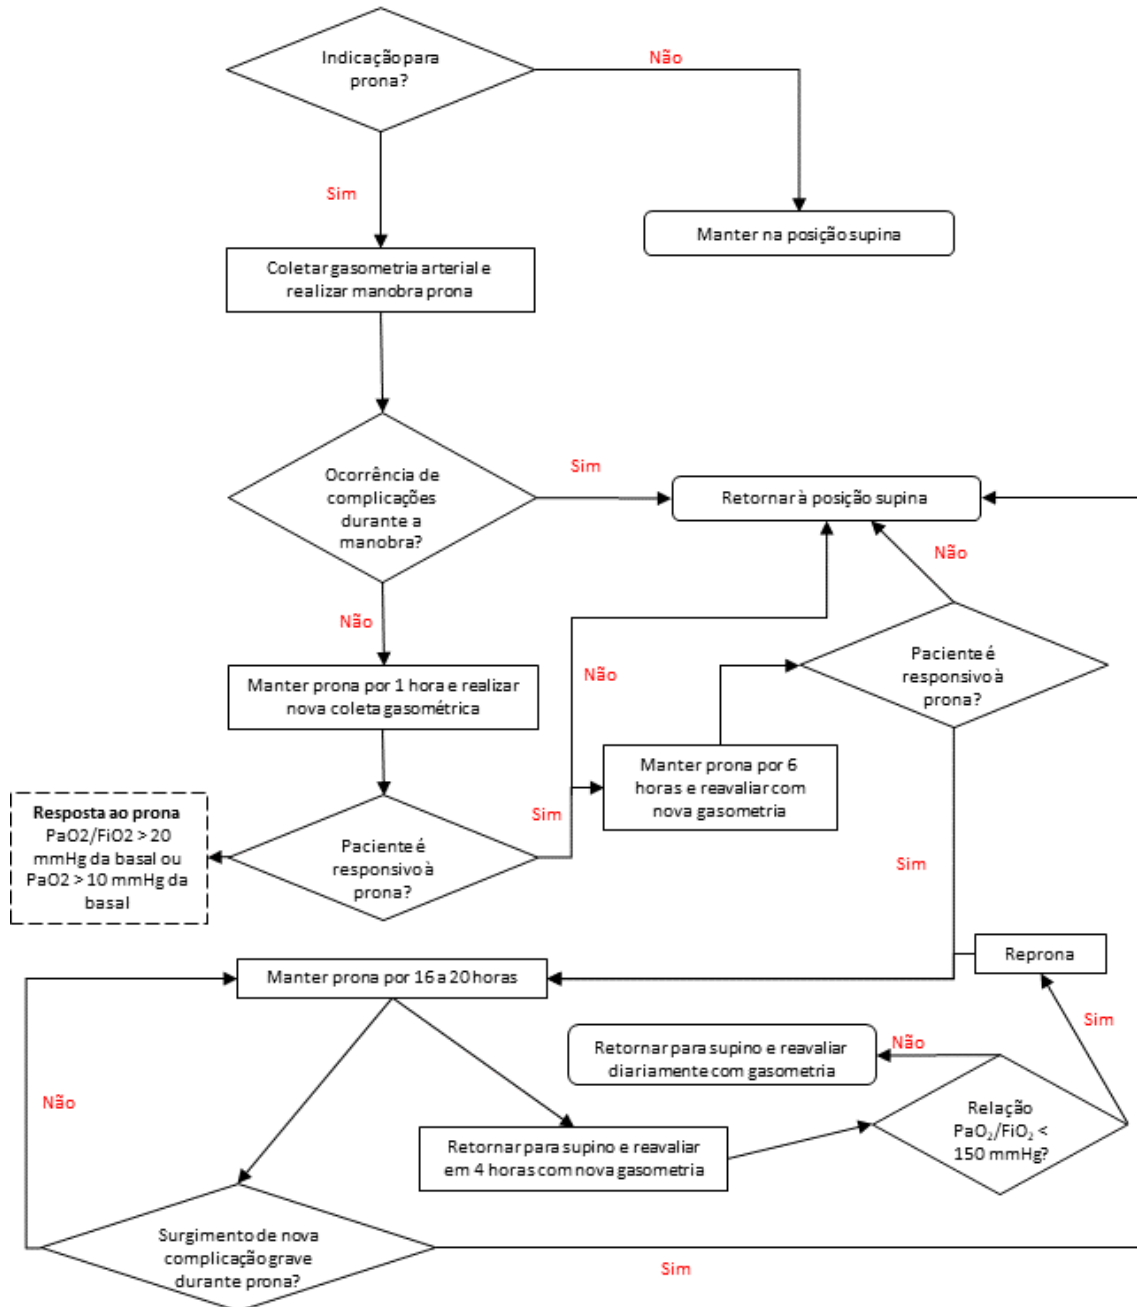 Indicação para
prona?
Não
Sim
Manter na posição supina
Coletar gasometria arterial e
realizar manobra prona
Ocorrência de
complicações
durante a
manobra?
Sim
Retornar à posição supina
Não
Não
Manter prona por 1 hora e realizar
nova coleta gasométrica
Não
Paciente é
responsivo à
prona?
Manter prona por 6
horas e reavaliar com
nova gasometria
Resposta ao prona
PaO2/FiO2 > 20
mmHg da basal ou
PaO2 > 10 mmHg da
basal
Sim
Paciente é
responsivo à
prona?
Sim
Manter prona por 16 a 20 horas
Reprona
Sim
Retornar para supino e reavaliar
diariamente com gasometria
Não
Não
Relação
PaO₂/FiO₂ <
150 mmHg?
Retornar para supino e reavaliar
em 4 horas com nova gasometria
Surgimento de nova
complicação grave
durante prona?
Sim